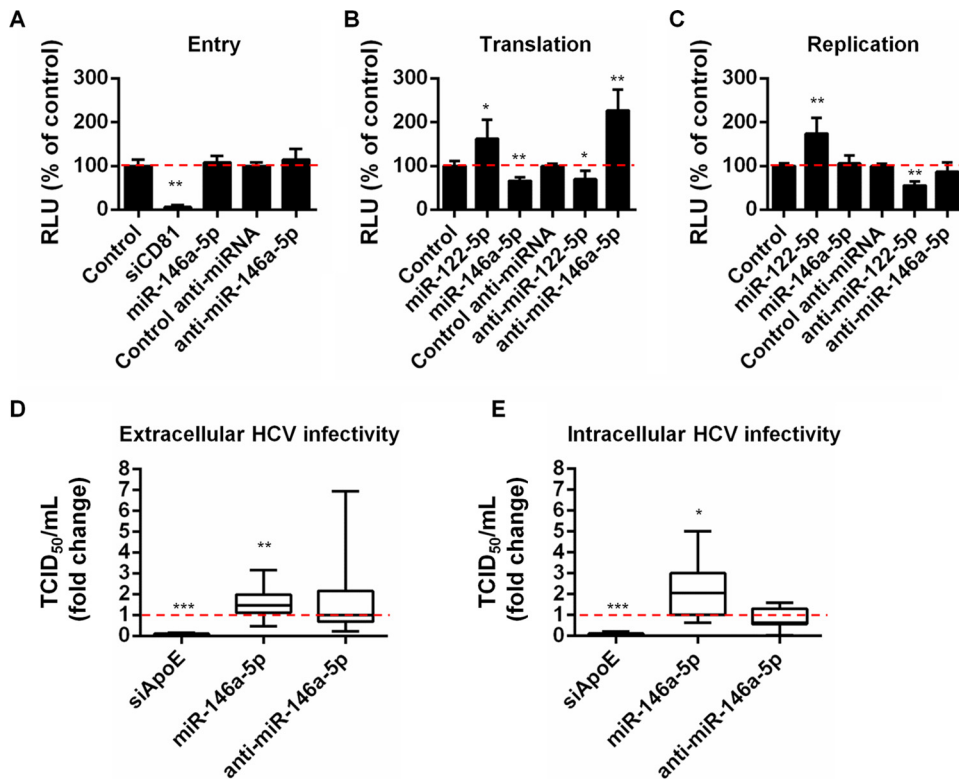 A
Entry
RLU (% of control)
300
200
100
0
**
Control
siCD81
miR-146a-5p
Control anti-miRNA
anti-miR-146a-5p
B
Translation
RLU (% of control)
300
200
100
0
*
**
*
**
Control
miR-122-5p
miR-146a-5p
Control anti-miRNA
anti-miR-122-5p
anti-miR-146a-5p
C
Replication
RLU (% of control)
300
200
100
0
**
**
Control
miR-122-5p
miR-146a-5p
Control anti-miRNA
anti-miR-122-5p
anti-miR-146a-5p
D
Extracellular HCV infectivity
TCID50/mL
(fold change)
8
7
6
5
4
3
2
1
0
***
**
siApoE
miR-146a-5p
anti-miR-146a-5p
E
Intracellular HCV infectivity
TCID50/mL
(fold change)
8
7
6
5
4
3
2
1
0
***
*
siApoE
miR-146a-5p
anti-miR-146a-5p